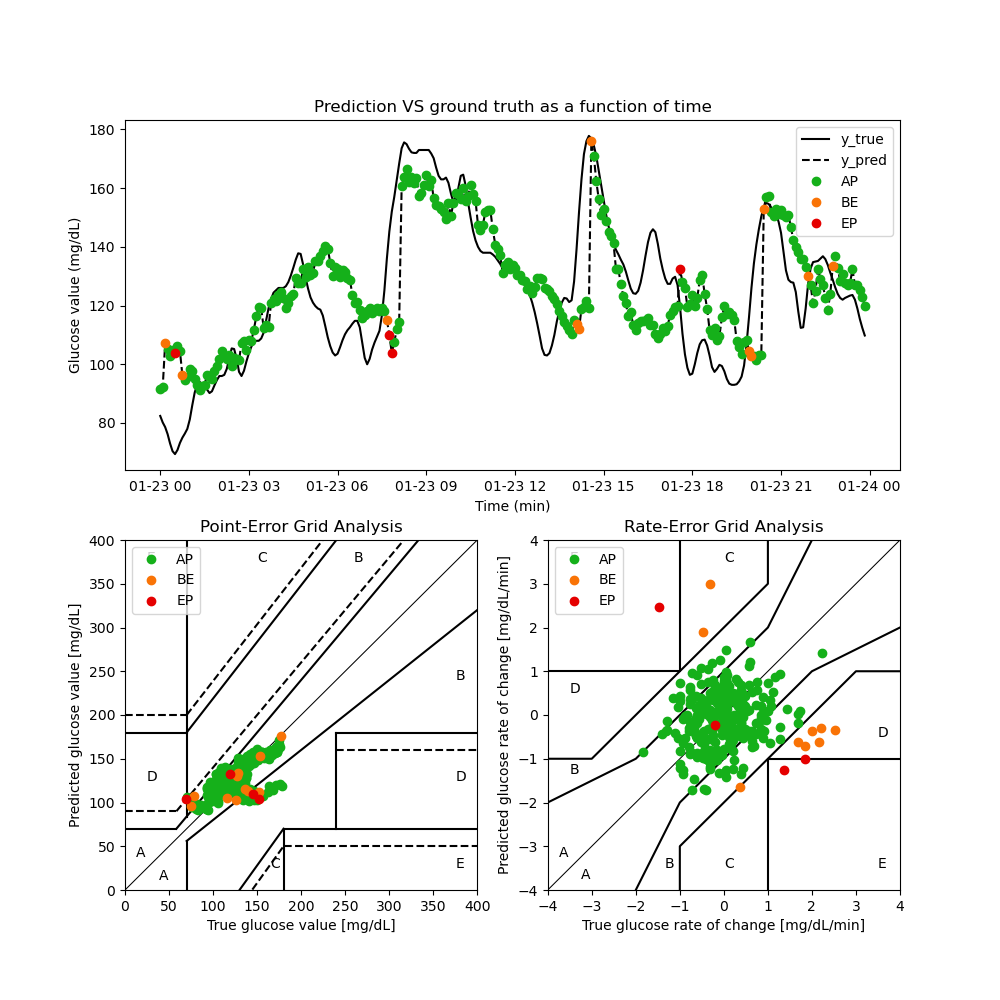 Prediction VS ground truth as a function of time
Glucose value (mg/dL)
180
160
140
120
100
80
y_true
y_pred
AP
BE
EP
01-23 00 01-23 03 01-23 06 01-23 09 01-23 12 01-23 15 01-23 18 01-23 21 01-24 00
Time (min)
Point-Error Grid Analysis
Predicted glucose value [mg/dL]
400
350
300
250
200
150
100
50
0
AP
BE
EP
C
B
B
D
D
A
A
C
E
0 50 100 150 200 250 300 350 400
True glucose value [mg/dL]
Rate-Error Grid Analysis
Predicted glucose rate of change [mg/dL/min]
4
3
2
1
0
−1
−2
−3
−4
AP
BE
EP
C
D
D
B
A
A
B
C
E
−4 −3 −2 −1 0 1 2 3 4
True glucose rate of change [mg/dL/min]